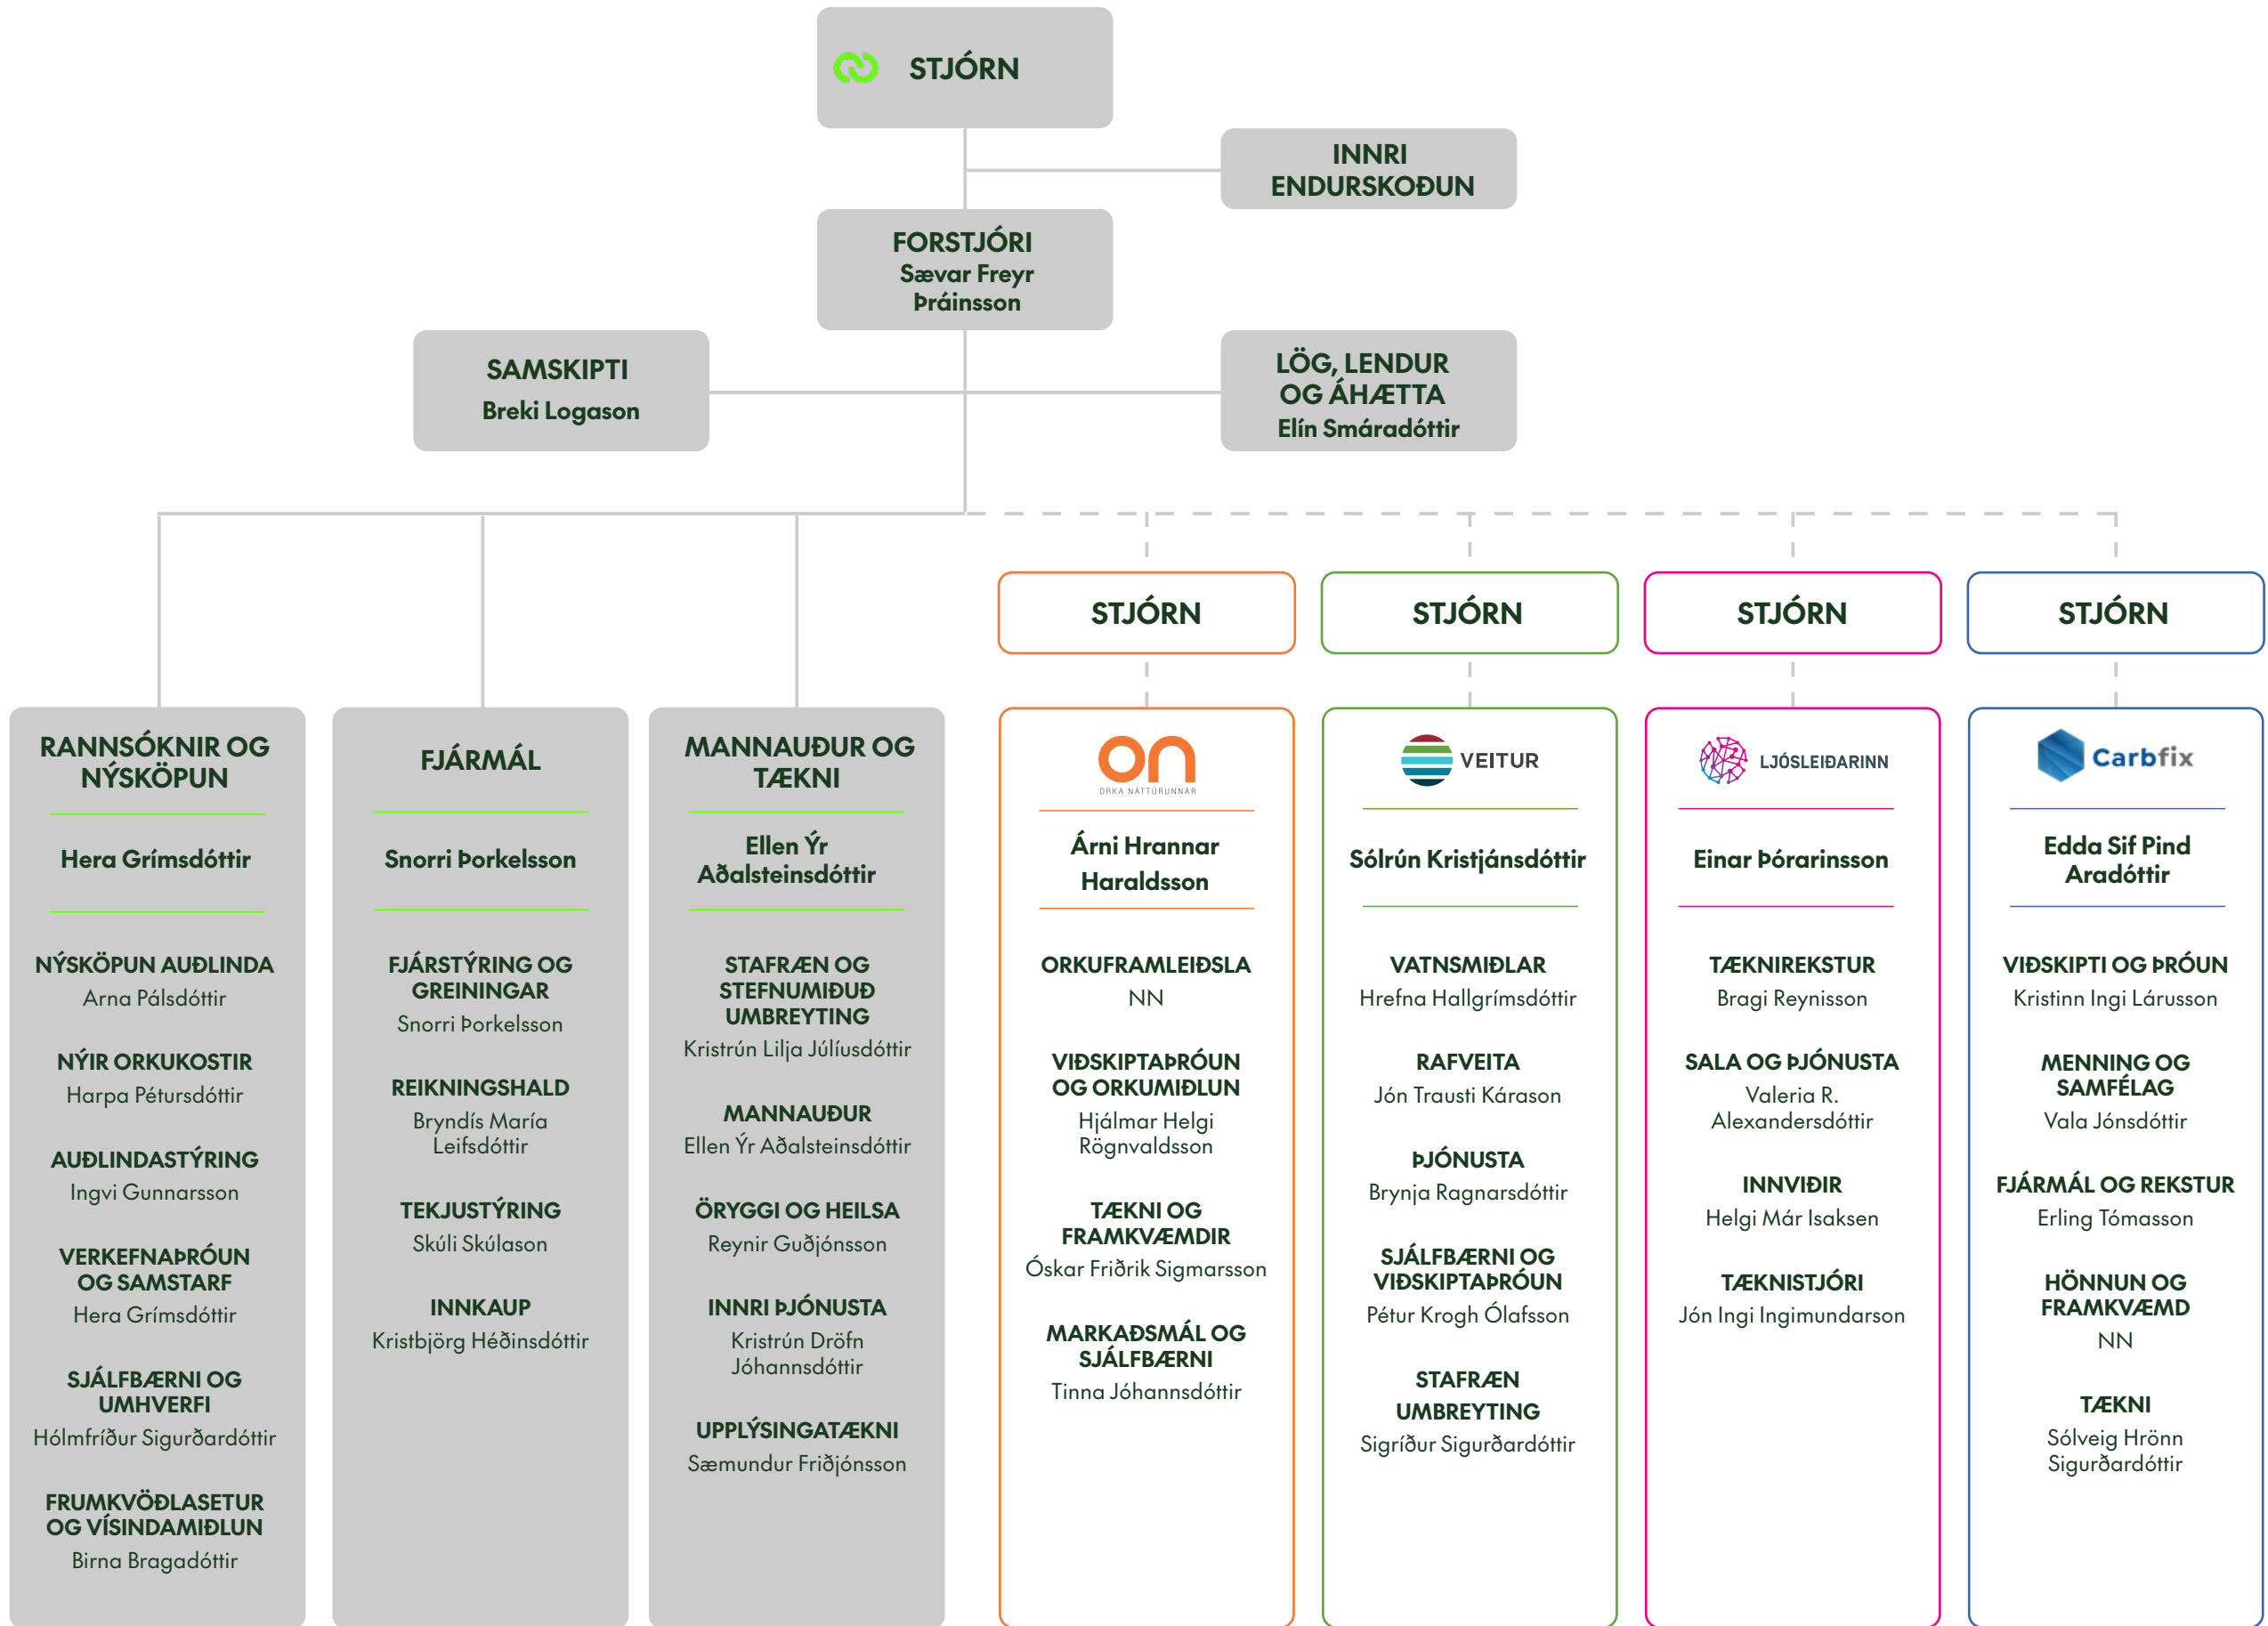 STJÓRN
INNRI
ENDURSKOÐUN
FORSTJÓRI
Sævar Freyr
Þráinsson
SAMSKIPTI
Breki Logason
LÖG, LENDUR
OG ÁHÆTTA
Elín Smáradóttir
STJÓRN
STJÓRN
STJÓRN
STJÓRN
RANNSÓKNIR OG
NÝSKÖPUN
Hera Grímsdóttir
NÝSKÖPUN AUÐLINDA
Arna Pálsdóttir
NÝIR ORKUKOSTIR
Harpa Pétursdóttir
AUÐLINDASTÝRING
Ingvi Gunnarsson
VERKEFNAÞRÓUN
OG SAMSTARF
Hera Grímsdóttir
SJÁLFBÆRNI OG
UMHVERFI
Hólmfríður Sigurðardóttir
FRUMKVÖÐLASETUR
OG VÍSINDAMIÐLUN
Birna Bragadóttir
FJÁRMÁL
Snorri Þorkelsson
FJÁRSTÝRING OG
GREININGAR
Snorri Þorkelsson
REIKNINGSHALD
Bryndís María
Leifsdóttir
TEKJUSTÝRING
Skúli Skúlason
INNKAUP
Kristbjörg Héðinsdóttir
MANNAUÐUR OG
TÆKNI
Ellen Ýr
Aðalsteinsdóttir
STAFRÆN OG
STEFNUMIÐUÐ
UMBREYTING
Kristrún Lilja Júlíusdóttir
MANNAUÐUR
Ellen Ýr Aðalsteinsdóttir
ÖRYGGI OG HEILSA
Reynir Guðjónsson
INNRI ÞJÓNUSTA
Kristrún Dröfn
Jóhannsdóttir
UPPLÝSINGATÆKNI
Sæmundur Friðjónsson
on
ORKA NÁTTÚRUNNAR
Árni Hrannar
Haraldsson
ORKUFRAMLEIÐSLA
NN
VIÐSKIPTAÞRÓUN
OG ORKUMIÐLUN
Hjálmar Helgi
Rögnvaldsson
TÆKNI OG
FRAMKVÆMDIR
Óskar Friðrik Sigmarsson
MARKAÐSMÁL OG
SJÁLFBÆRNI
Tinna Jóhannsdóttir
VEITUR
Sólrún Kristjánsdóttir
VATNSMIÐLAR
Hrefna Hallgrímsdóttir
RAFVEITA
Jón Trausti Kárason
ÞJÓNUSTA
Brynja Ragnarsdóttir
SJÁLFBÆRNI OG
VIÐSKIPTAÞRÓUN
Pétur Krogh Ólafsson
STAFRÆN
UMBREYTING
Sigríður Sigurðardóttir
LJÓSLEIÐARINN
Einar Þórarinsson
TÆKNIREKSTUR
Bragi Reynisson
SALA OG ÞJÓNUSTA
Valeria R.
Alexandersdóttir
INNVIÐIR
Helgi Már Isaksen
TÆKNISTJÓRI
Jón Ingi Ingimundarson
Carbfix
Edda Sif Pind
Aradóttir
VIÐSKIPTI OG ÞRÓUN
Kristinn Ingi Lárusson
MENNING OG
SAMFÉLAG
Vala Jónsdóttir
FJÁRMÁL OG REKSTUR
Erling Tómasson
HÖNNUN OG
FRAMKVÆMD
NN
TÆKNI
Sólveig Hrönn
Sigurðardóttir